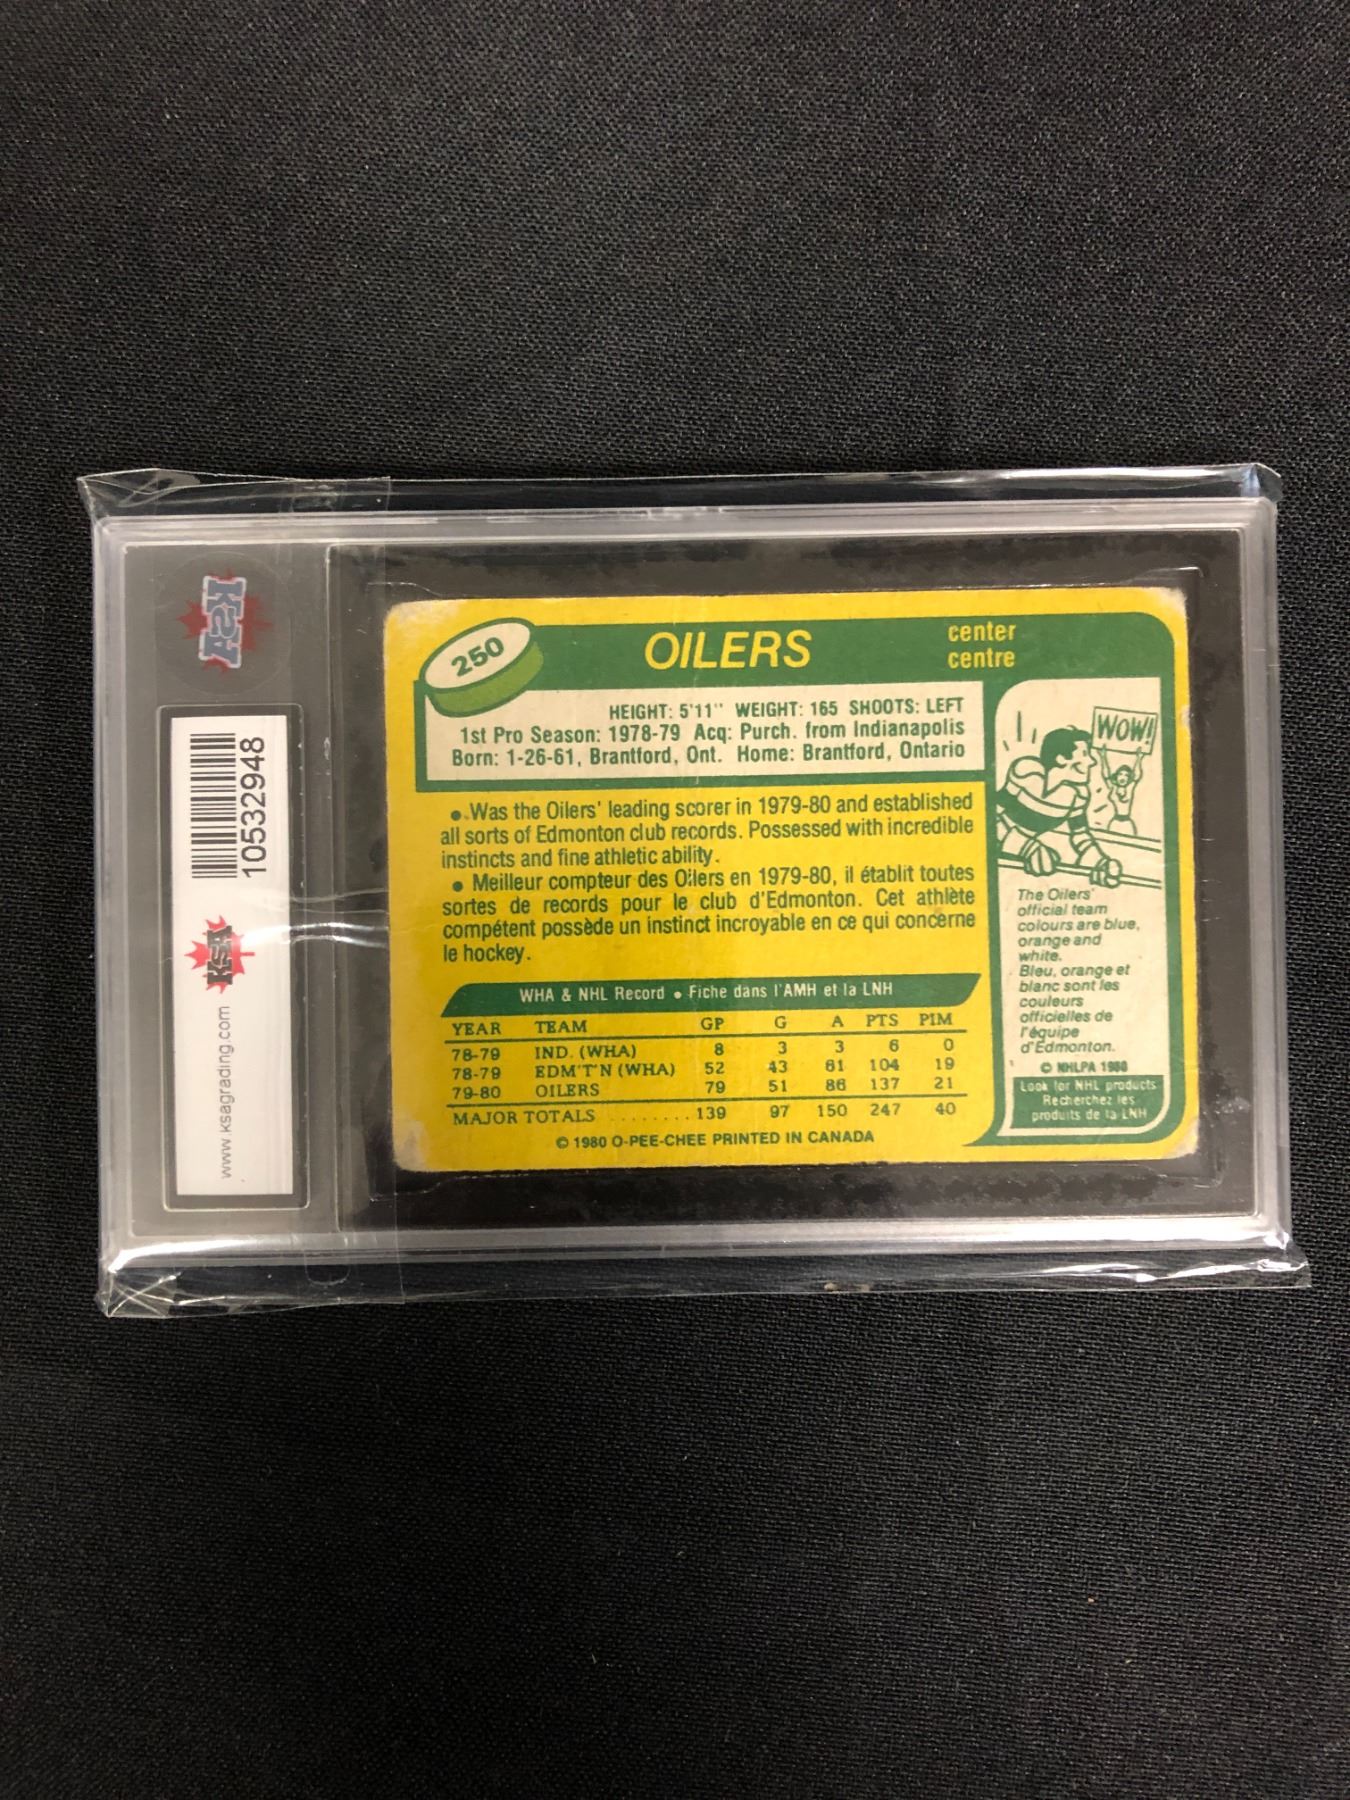 KSA
10532948
KSA
www.ksagrading.com
250
OILERS
center
centre
HEIGHT: 5'11" WEIGHT: 165 SHOOTS: LEFT
1st Pro Season: 1978-79 Acq: Purch. from Indianapolis
Born: 1-26-61, Brantford, Ont. Home: Brantford, Ontario
• Was the Oilers' leading scorer in 1979-80 and established
all sorts of Edmonton club records. Possessed with incredible
instincts and fine athletic ability.
• Meilleur compteur des Oilers en 1979-80, il établit toutes
sortes de records pour le club d'Edmonton. Cet athlète
compétent possède un instinct incroyable en ce qui concerne
le hockey.
WHA & NHL Record • Fiche dans l'AMH et la LNH
YEAR TEAM GP G A PTS PIM
78-79 IND. (WHA) 8 3 3 6 0
78-79 EDM'T'N (WHA) 52 43 61 104 19
79-80 OILERS 79 51 86 137 21
MAJOR TOTALS ........ 139 97 150 247 40
© 1980 O-PEE-CHEE PRINTED IN CANADA
WOW!
The Oilers'
official team
colours are blue,
orange and
white.
Bleu, orange et
blanc sont les
couleurs
officielles de
l'équipe
d'Edmonton.
© NHLPA 1980
Look for NHL products
Recherchez les
produits de la LNH